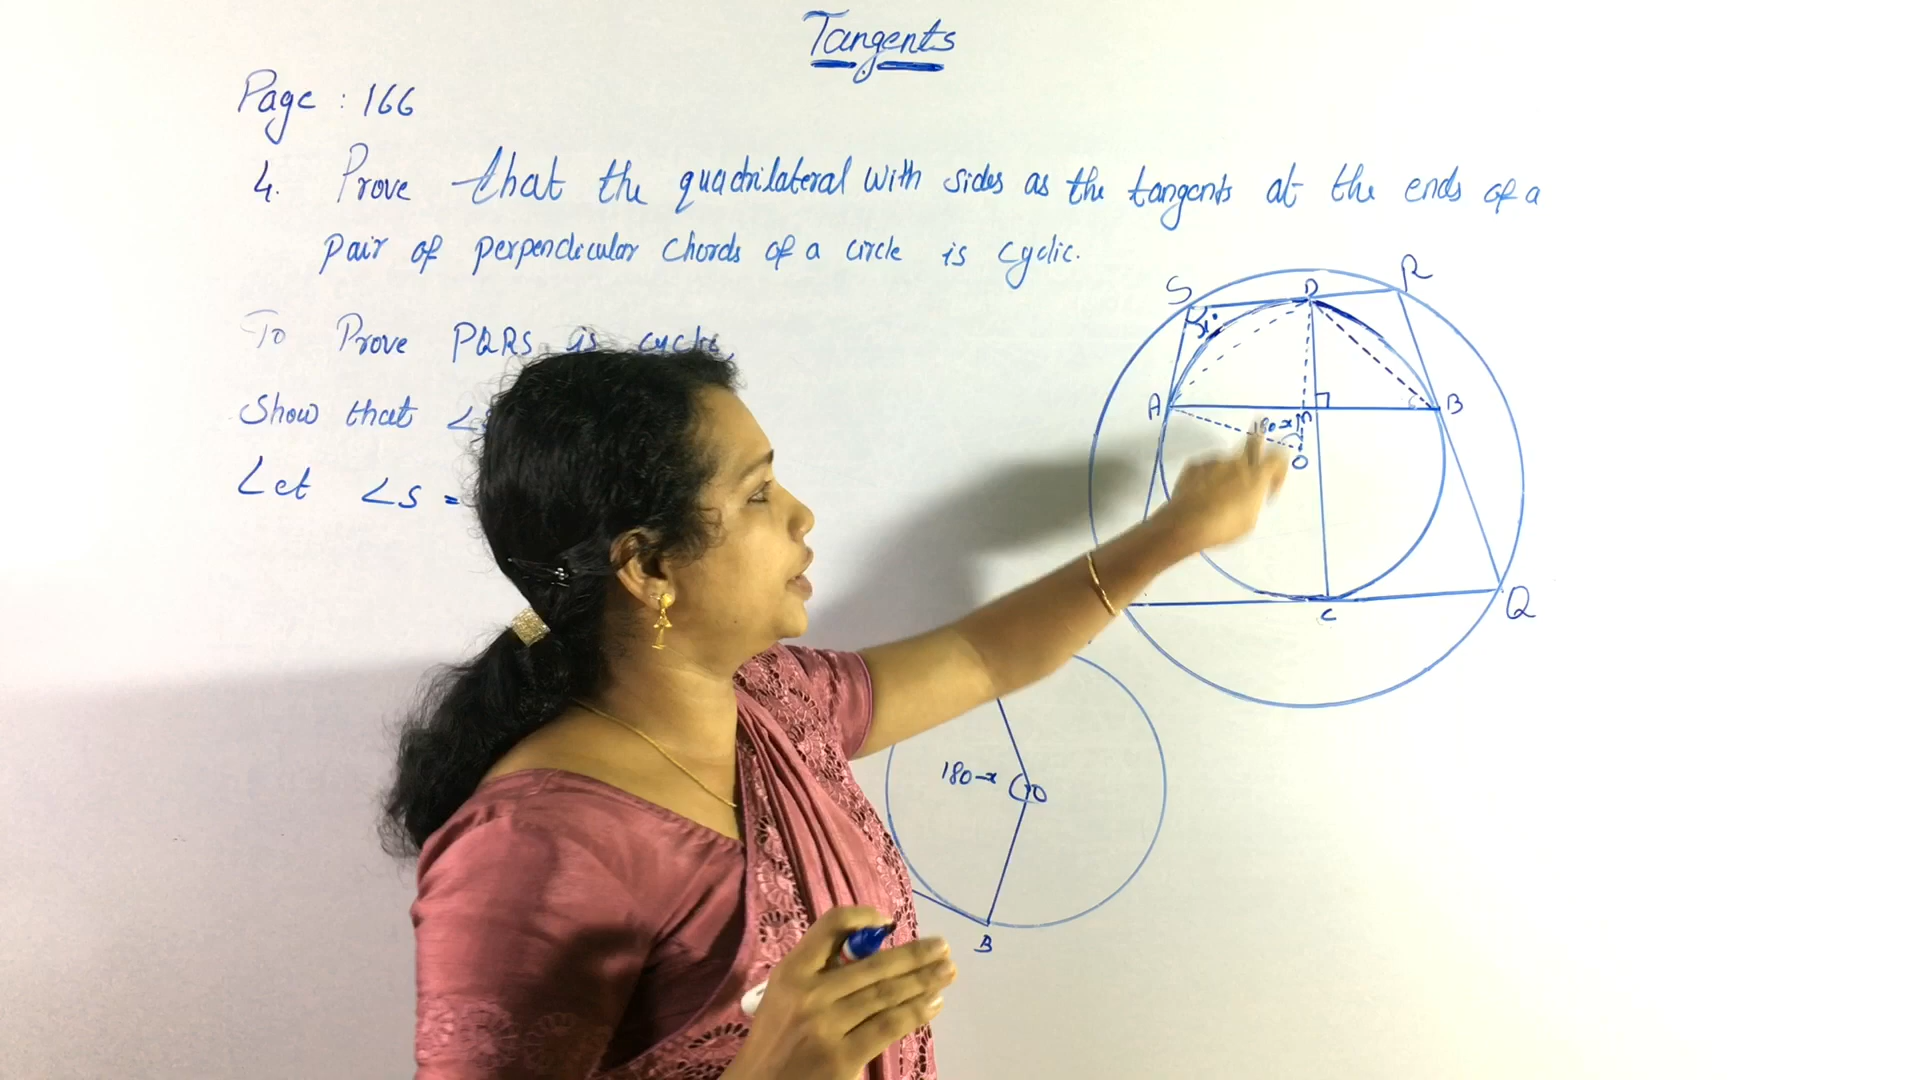 Tangents
Page : 166
4. Prove that the quadrilateral with sides as the tangents at the ends of a
pair of perpendicular chords of a circle is cyclic.
To Prove PQRS is cyclic,
Show that ∠
Let ∠S =
S D R
x°
A B
180-x
O
C Q
180-x O
B